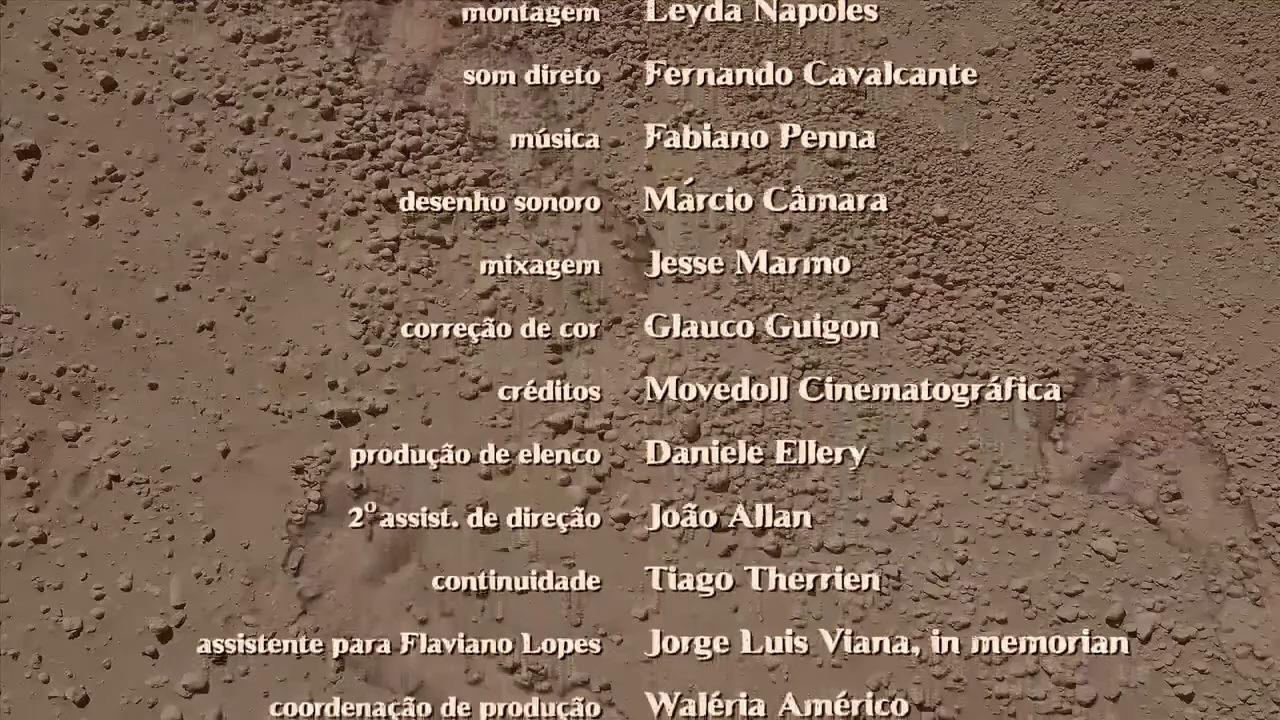 montagem Leyda Napoles
som direto Fernando Cavalcante
música Fabiano Penna
desenho sonoro Márcio Câmara
mixagem Jesse Marmo
correção de cor Glauco Guigon
créditos Movedoll Cinematográfica
produção de elenco Daniele Ellery
2º assist. de direção João Allan
continuidade Tiago Therrien
assistente para Flaviano Lopes Jorge Luis Viana, in memorian
coordenação de produção Waléria Américo